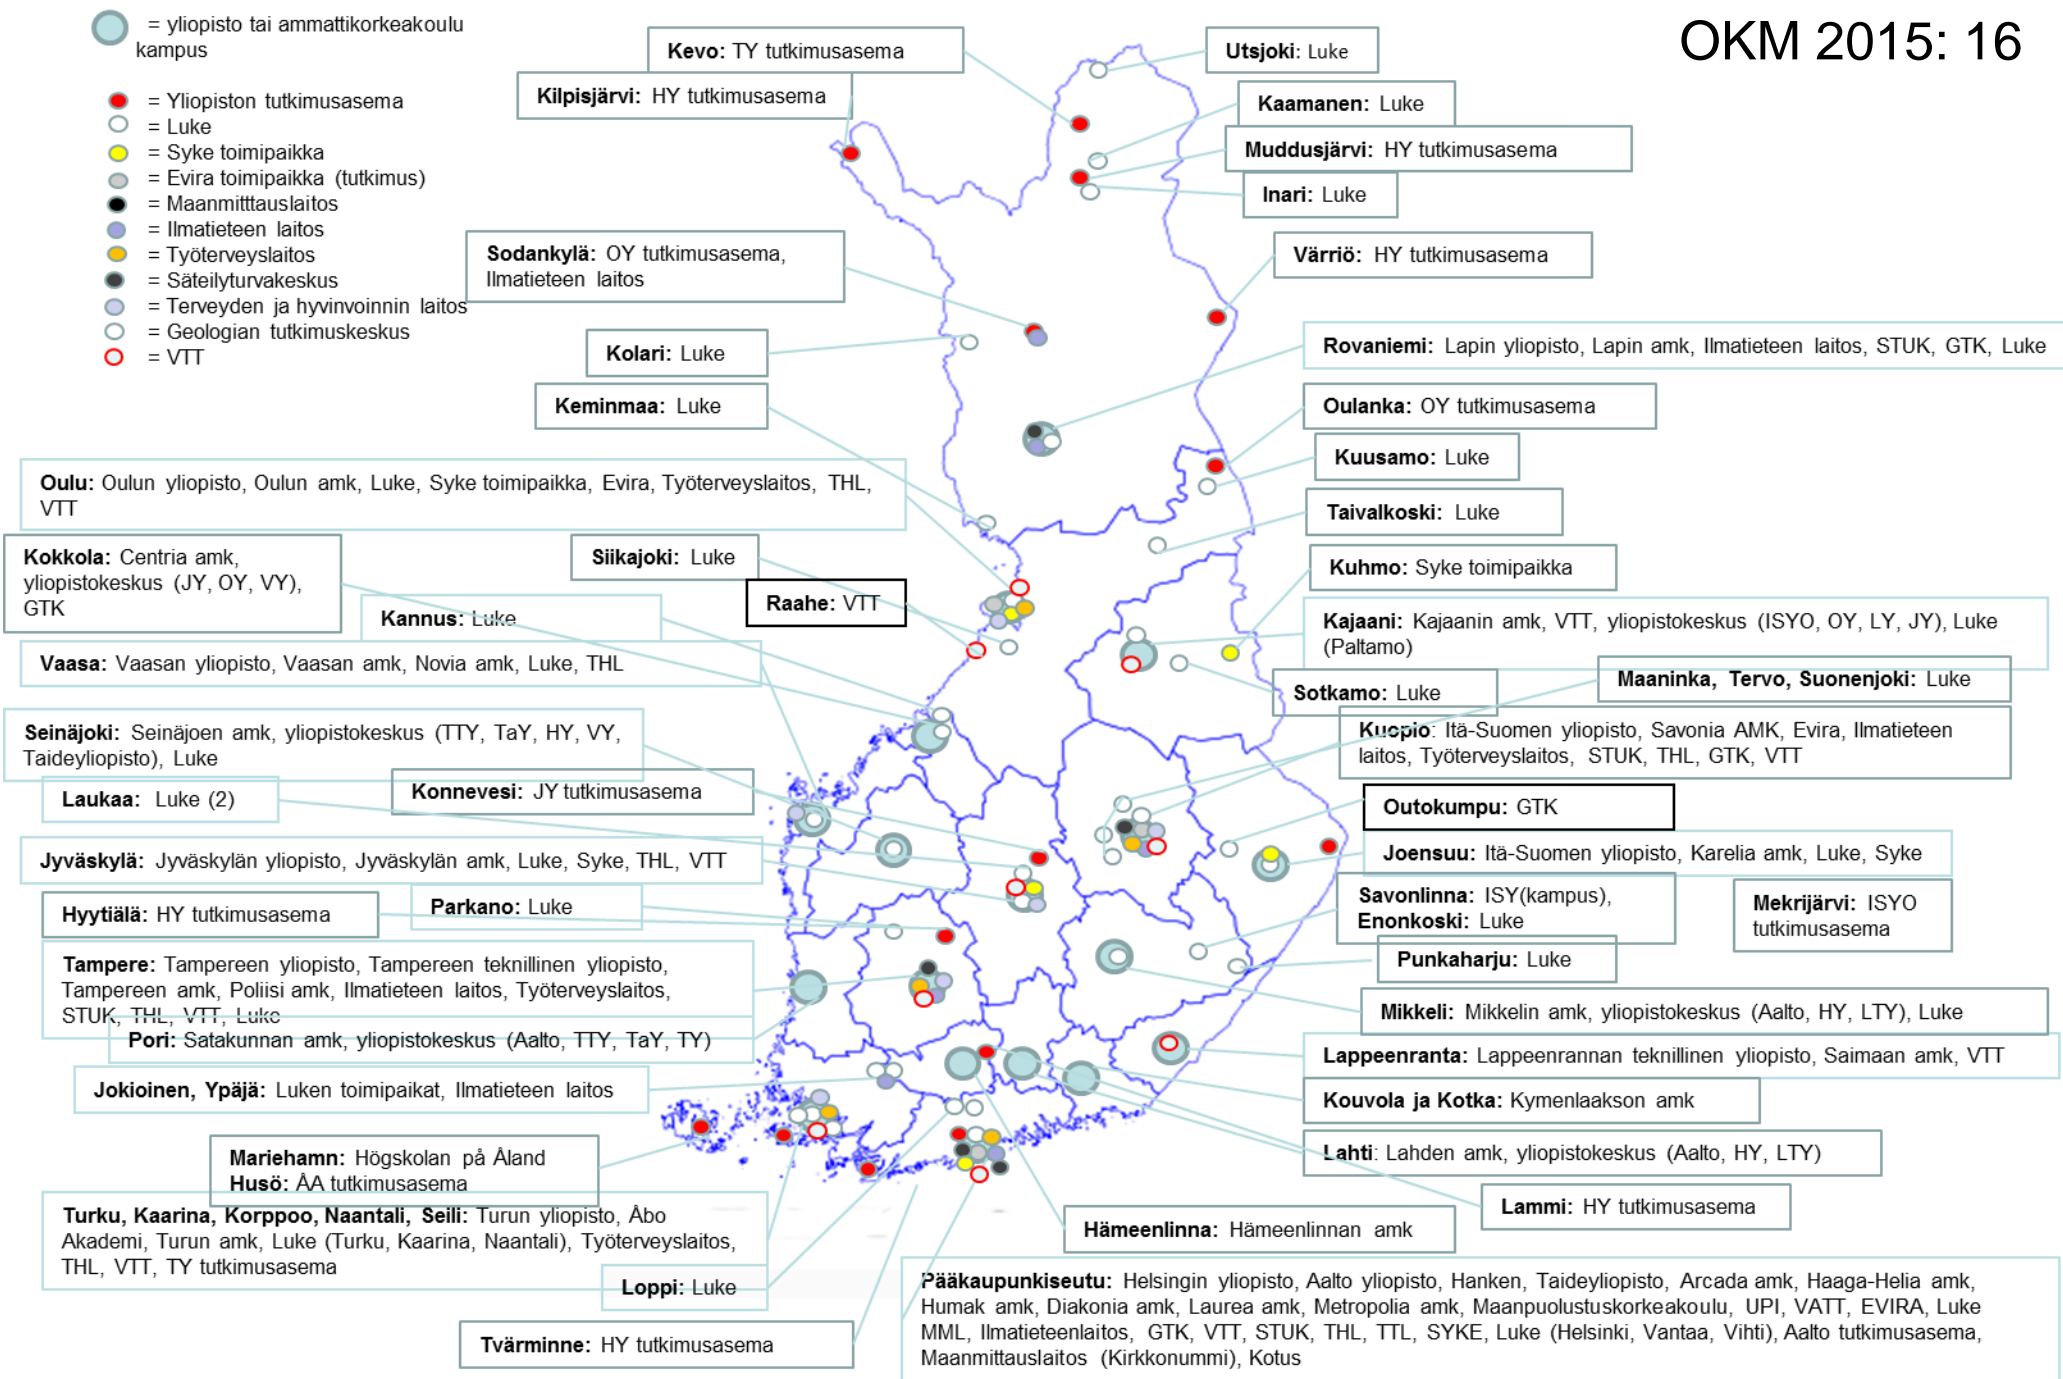 OKM 2015: 16
= yliopisto tai ammattikorkeakoulu
kampus
= Yliopiston tutkimusasema
= Luke
= Syke toimipaikka
= Evira toimipaikka (tutkimus)
= Maanmitttauslaitos
= Ilmatieteen laitos
= Työterveyslaitos
= Säteilyturvakeskus
= Terveyden ja hyvinvoinnin laitos
= Geologian tutkimuskeskus
= VTT
Kevo: TY tutkimusasema
Kilpisjärvi: HY tutkimusasema
Utsjoki: Luke
Kaamanen: Luke
Muddusjärvi: HY tutkimusasema
Inari: Luke
Sodankylä: OY tutkimusasema,
Ilmatieteen laitos
Värriö: HY tutkimusasema
Kolari: Luke
Rovaniemi: Lapin yliopisto, Lapin amk, Ilmatieteen laitos, STUK, GTK, Luke
Keminmaa: Luke
Oulanka: OY tutkimusasema
Kuusamo: Luke
Oulu: Oulun yliopisto, Oulun amk, Luke, Syke toimipaikka, Evira, Työterveyslaitos, THL,
VTT
Taivalkoski: Luke
Kokkola: Centria amk,
yliopistokeskus (JY, OY, VY),
GTK
Siikajoki: Luke
Kuhmo: Syke toimipaikka
Raahe: VTT
Kannus: Luke
Kajaani: Kajaanin amk, VTT, yliopistokeskus (ISYO, OY, LY, JY), Luke
(Paltamo)
Vaasa: Vaasan yliopisto, Vaasan amk, Novia amk, Luke, THL
Sotkamo: Luke
Maaninka, Tervo, Suonenjoki: Luke
Seinäjoki: Seinäjoen amk, yliopistokeskus (TTY, TaY, HY, VY,
Taideyliopisto), Luke
Kuopio: Itä-Suomen yliopisto, Savonia AMK, Evira, Ilmatieteen
laitos, Työterveyslaitos, STUK, THL, GTK, VTT
Konnevesi: JY tutkimusasema
Laukaa: Luke (2)
Outokumpu: GTK
Jyväskylä: Jyväskylän yliopisto, Jyväskylän amk, Luke, Syke, THL, VTT
Joensuu: Itä-Suomen yliopisto, Karelia amk, Luke, Syke
Hyytiälä: HY tutkimusasema
Parkano: Luke
Savonlinna: ISY(kampus),
Enonkoski: Luke
Mekrijärvi: ISYO
tutkimusasema
Punkaharju: Luke
Tampere: Tampereen yliopisto, Tampereen teknillinen yliopisto,
Tampereen amk, Poliisi amk, Ilmatieteen laitos, Työterveyslaitos,
STUK, THL, VTT, Luke
Mikkeli: Mikkelin amk, yliopistokeskus (Aalto, HY, LTY), Luke
Pori: Satakunnan amk, yliopistokeskus (Aalto, TTY, TaY, TY)
Lappeenranta: Lappeenrannan teknillinen yliopisto, Saimaan amk, VTT
Jokioinen, Ypäjä: Luken toimipaikat, Ilmatieteen laitos
Kouvola ja Kotka: Kymenlaakson amk
Mariehamn: Högskolan på Åland
Husö: ÅA tutkimusasema
Lahti: Lahden amk, yliopistokeskus (Aalto, HY, LTY)
Lammi: HY tutkimusasema
Turku, Kaarina, Korppoo, Naantali, Seili: Turun yliopisto, Åbo
Akademi, Turun amk, Luke (Turku, Kaarina, Naantali), Työterveyslaitos,
THL, VTT, TY tutkimusasema
Hämeenlinna: Hämeenlinnan amk
Loppi: Luke
Pääkaupunkiseutu: Helsingin yliopisto, Aalto yliopisto, Hanken, Taideyliopisto, Arcada amk, Haaga-Helia amk,
Humak amk, Diakonia amk, Laurea amk, Metropolia amk, Maanpuolustuskorkeakoulu, UPI, VATT, EVIRA, Luke
MML, Ilmatieteenlaitos, GTK, VTT, STUK, THL, TTL, SYKE, Luke (Helsinki, Vantaa, Vihti), Aalto tutkimusasema,
Maanmittauslaitos (Kirkkonummi), Kotus
Tvärminne: HY tutkimusasema